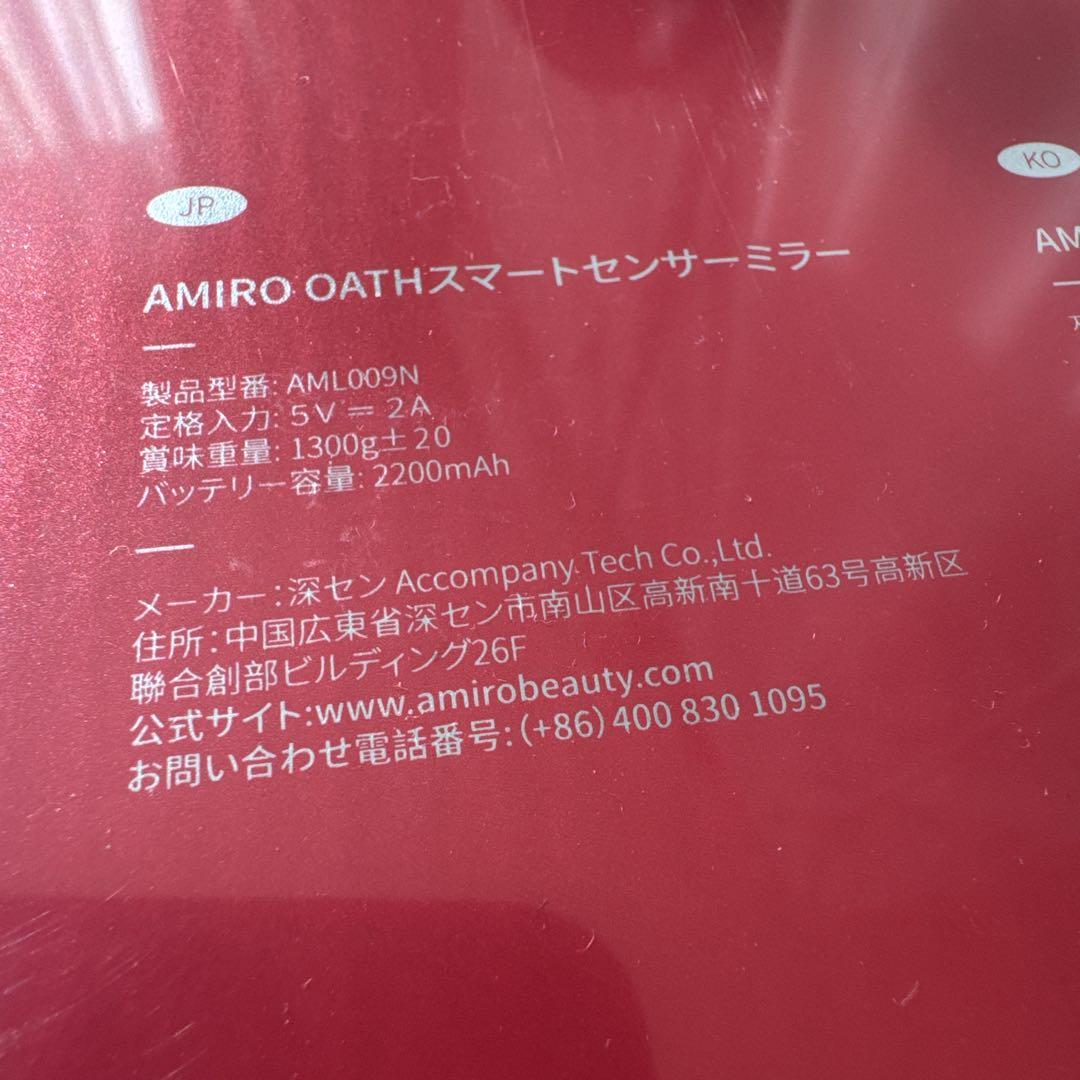 JP
AMIRO OATHスマートセンサーミラー
製品型番: AML009N
定格入力: 5V ⎓ 2A
賞味重量: 1300g±20
バッテリー容量: 2200mAh
メーカー:深セン Accompany Tech Co.,Ltd.
住所:中国広東省深セン市南山区高新南十道63号高新区
聯合創部ビルディング26F
公式サイト:www.amirobeauty.com
お問い合わせ電話番号:(+86)400 830 1095
KO
AM